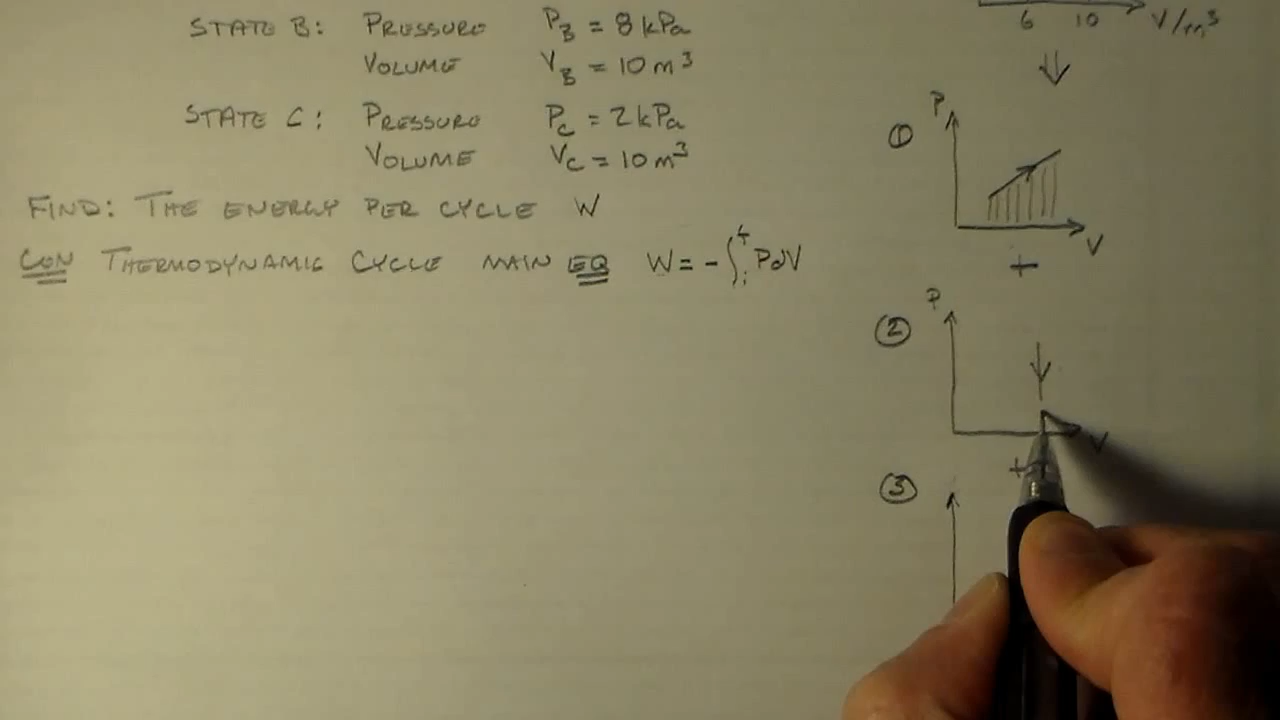 STATE B: PRESSURE P_B = 8 kPa
VOLUME V_B = 10 m³
STATE C: PRESSURE P_C = 2 kPa
VOLUME V_C = 10 m³
FIND: THE ENERGY PER CYCLE W
CON THERMODYNAMIC CYCLE MAIN EQ W = -∫_i^f PdV
6 10 V/m³
⇓
① P
V
+
② P
V
+
③